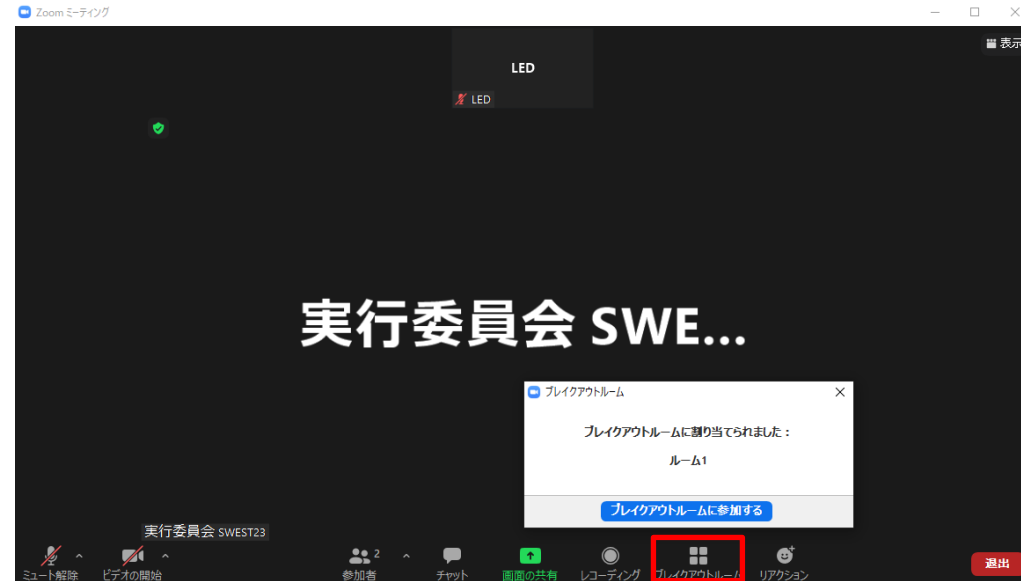 Zoom ミーティング
表示
LED
LED
実行委員会 SWE...
ブレイクアウトルーム
ブレイクアウトルームに割り当てられました：
ルーム1
ブレイクアウトルームに参加する
実行委員会 SWEST23
ミュート解除 ビデオの開始 参加者 2 チャット 画面の共有 レコーディング ブレイクアウトルーム リアクション 退出